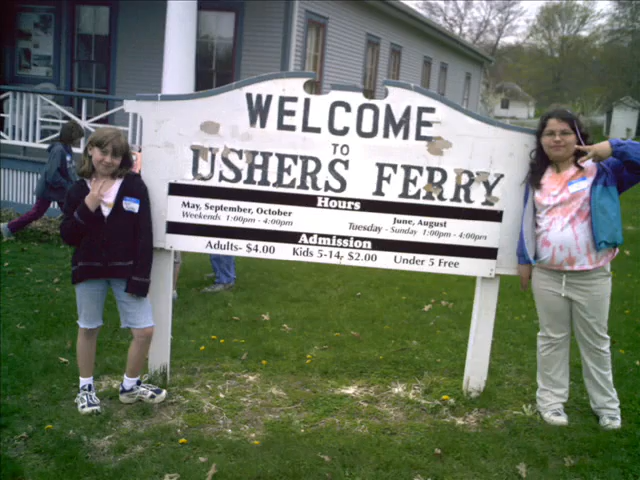 WELCOME
TO
USHERS FERRY
Hours
May, September, October
Weekends 1:00pm - 4:00pm
June, August
Tuesday - Sunday 1:00pm - 4:00pm
Admission
Adults- $4.00 Kids 5-14, $2.00 Under 5 Free